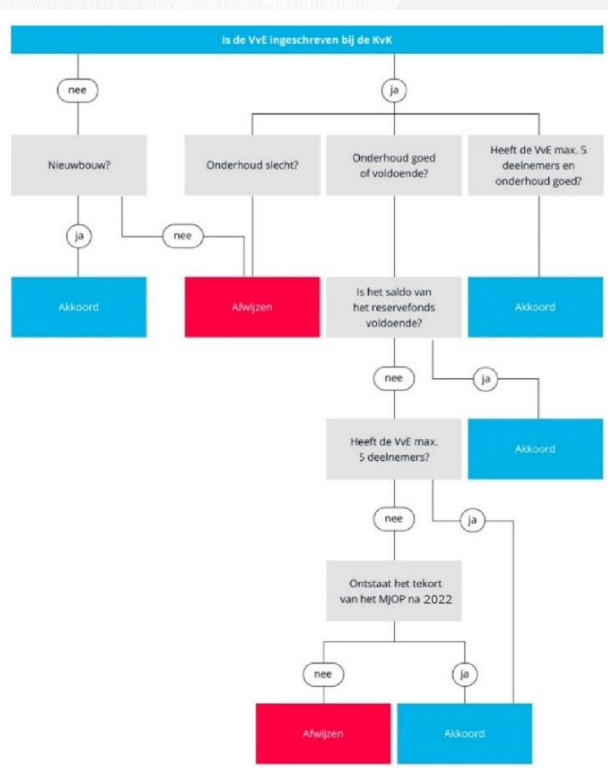 Is de VvE ingeschreven bij de KvK
nee
ja
Nieuwbouw?
Onderhoud slecht?
Onderhoud goed
of voldoende?
Heeft de VvE max. 5
deelnemers en
onderhoud goed?
ja
nee
Akkoord
Afwijzen
Is het saldo van
het reservefonds
voldoende?
Akkoord
nee
ja
Heeft de VvE max.
5 deelnemers?
Akkoord
nee
ja
Ontstaat het tekort
van het MJOP na 2022
nee
ja
Afwijzen
Akkoord